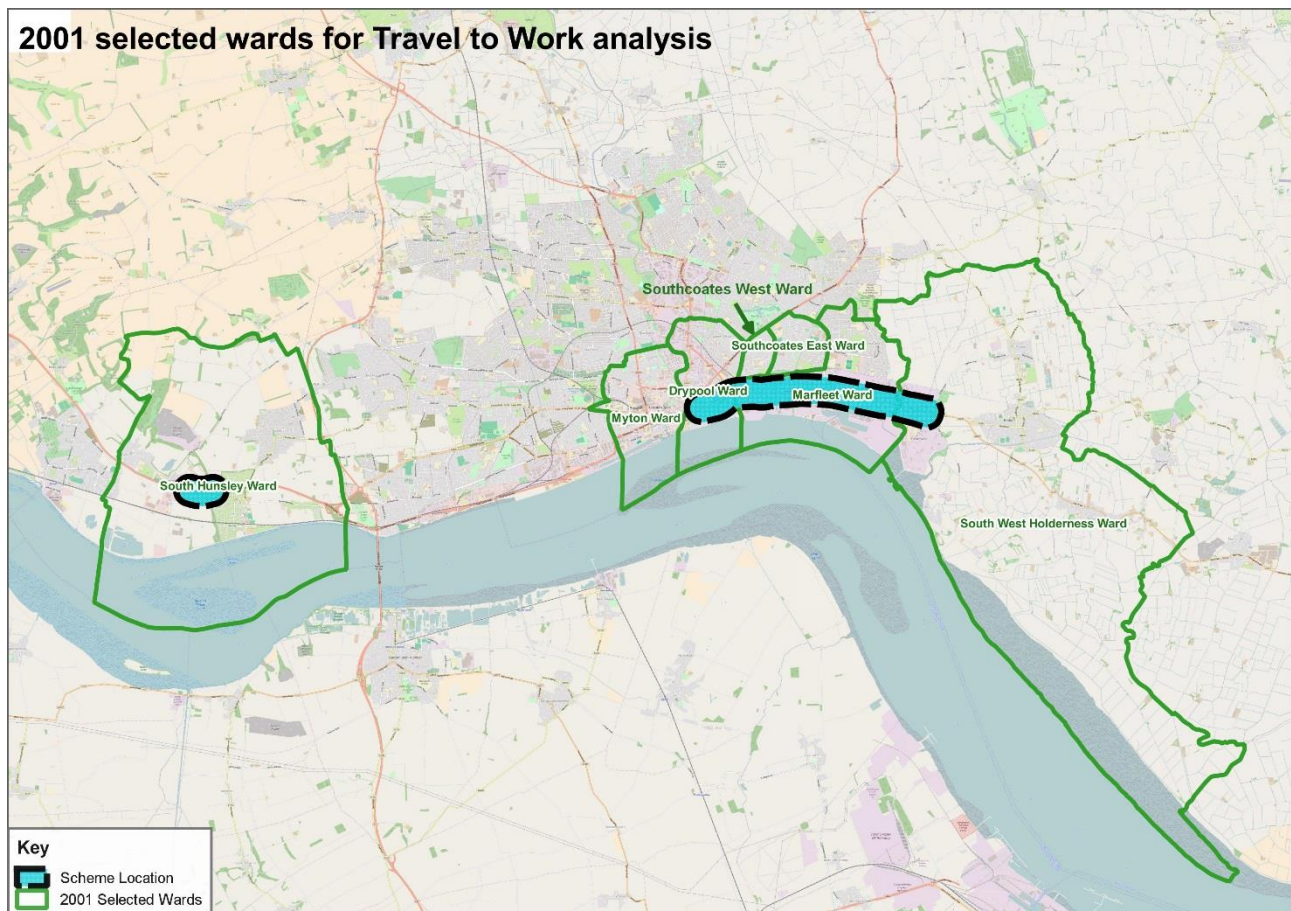 2001 selected wards for Travel to Work analysis
Southcoates West Ward
Southcoates East Ward
Drypool Ward
Marfleet Ward
Myton Ward
South Hunsley Ward
South West Holderness Ward
Key
Scheme Location
2001 Selected Wards